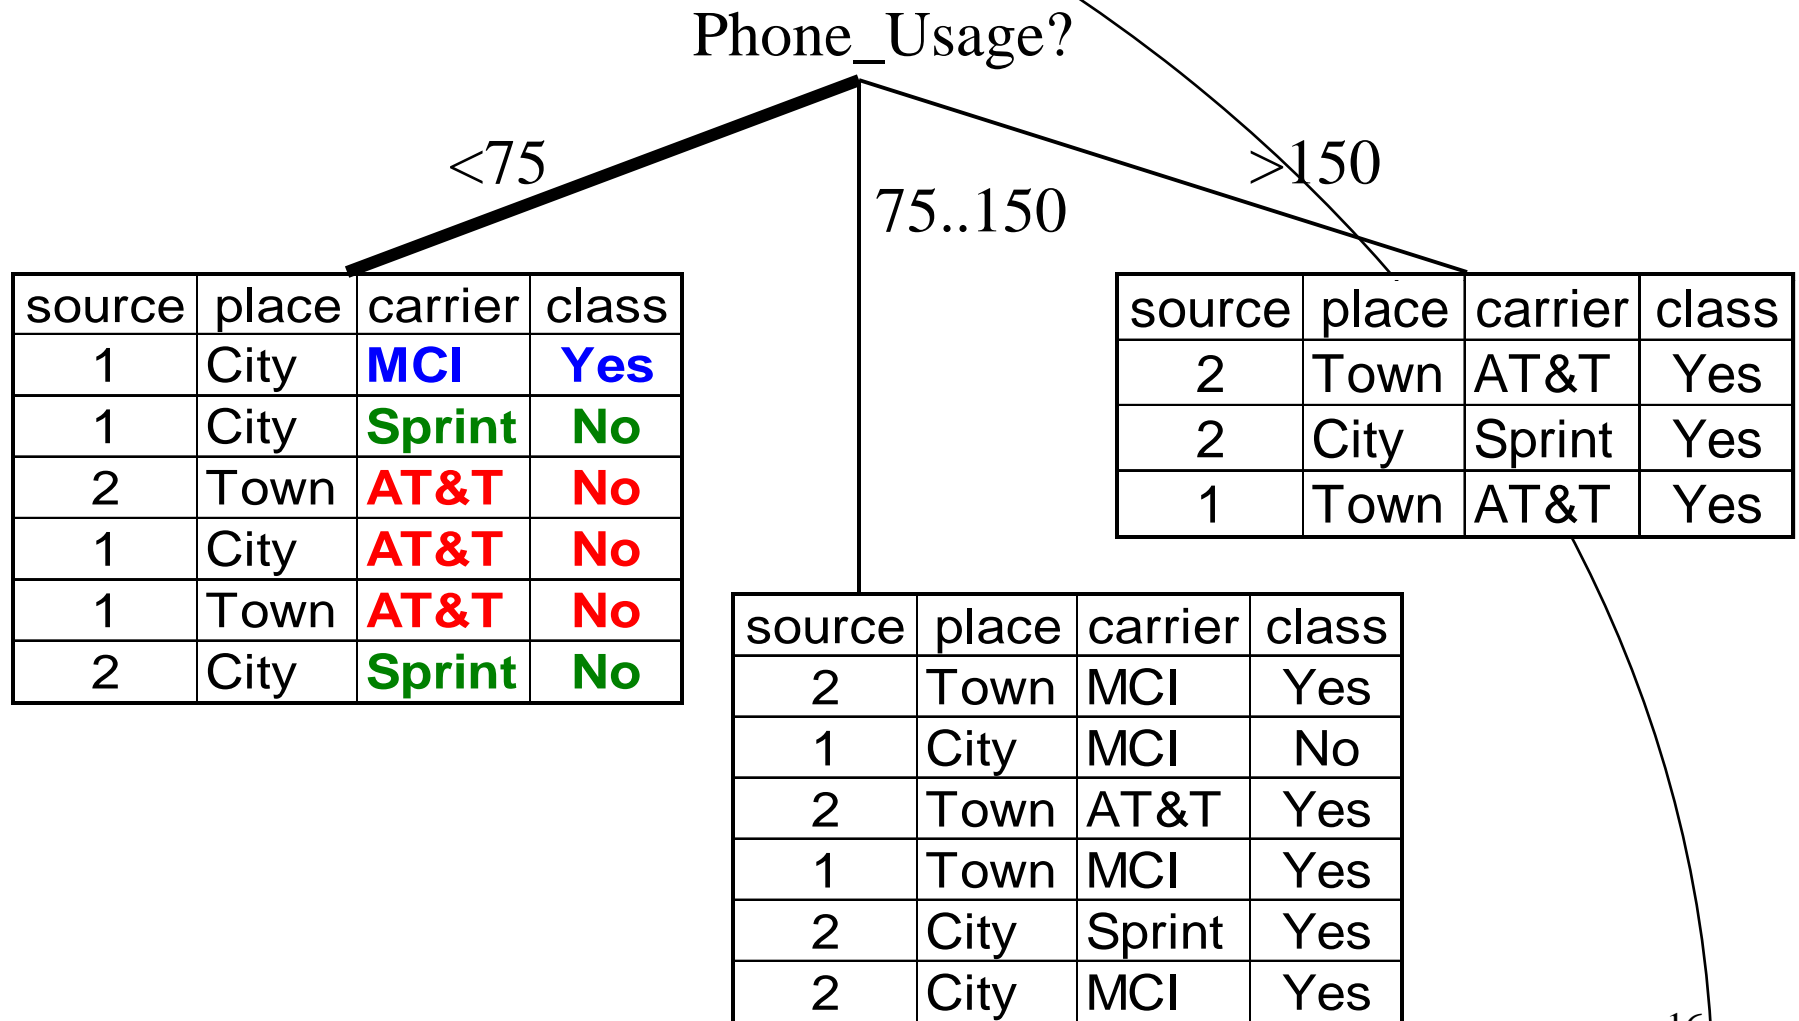 Phone_Usage?
<75
75..150
>150
source place carrier class
1 City MCI Yes
1 City Sprint No
2 Town AT&T No
1 City AT&T No
1 Town AT&T No
2 City Sprint No
source place carrier class
2 Town AT&T Yes
2 City Sprint Yes
1 Town AT&T Yes
source place carrier class
2 Town MCI Yes
1 City MCI No
2 Town AT&T Yes
1 Town MCI Yes
2 City Sprint Yes
2 City MCI Yes
16